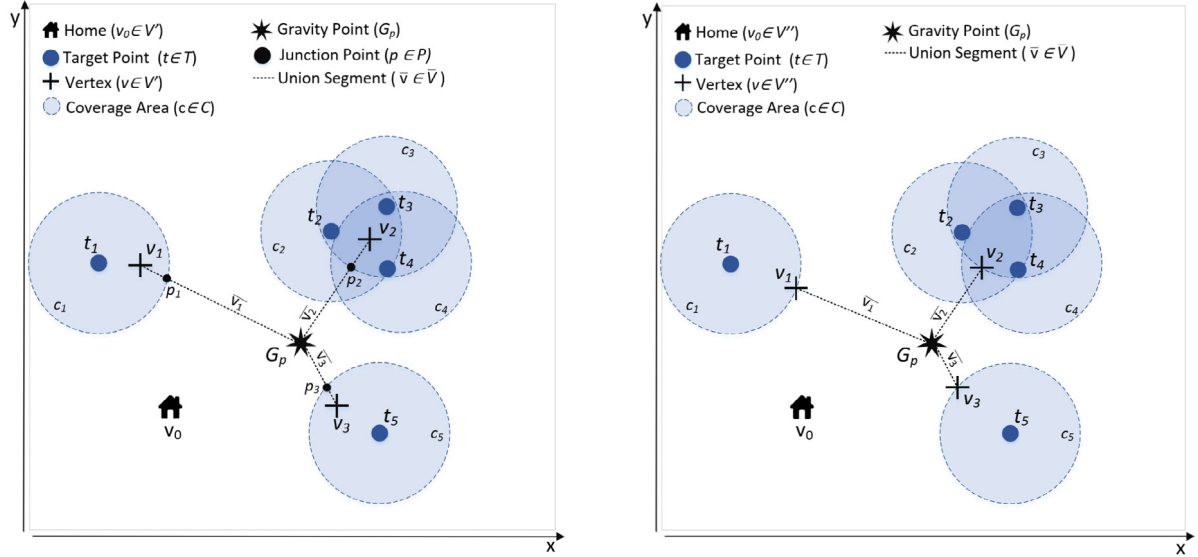 y
Home (v₀∈V′)
Target Point (t∈T)
Vertex (v∈V′)
Coverage Area (c∈C)
Gravity Point (Gₚ)
Junction Point (p ∈P)
Union Segment ( v̅ ∈V̅ )
c₃
t₃
t₂
v₂
c₂
t₁
v₁
t₄
p₂
p₁
c₁
v̅₁
v̅₂
c₄
Gₚ
v̅₃
p₃
v₃
t₅
c₅
v₀
x
y
Home (v₀∈V″)
Target Point (t∈T)
Vertex (v∈V″)
Coverage Area (c∈C)
Gravity Point (Gₚ)
Union Segment ( v̅ ∈V̅ )
c₃
t₃
t₂
c₂
v₂
t₁
t₄
v₁
c₁
v̅₁
v̅₂
c₄
Gₚ
v̅₃
v₃
t₅
c₅
v₀
x